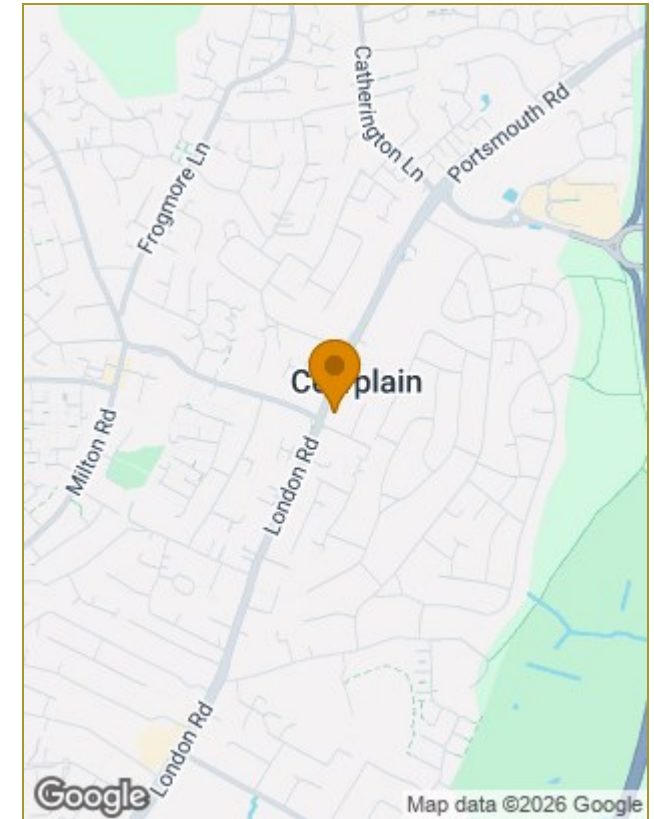 Catherington Ln
Portsmouth Rd
Frogmore Ln
plain
Milton Rd
London Rd
London Rd
Google
Map data ©2026 Google